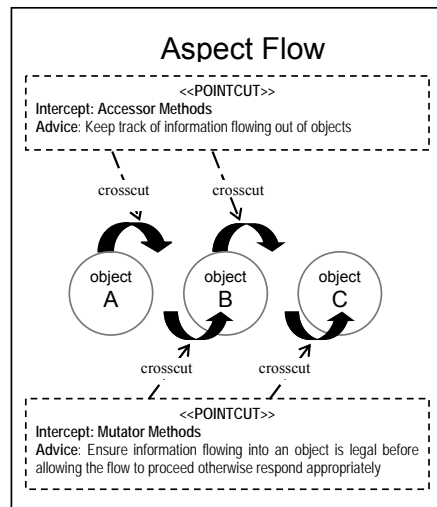 Aspect Flow
<<POINTCUT>>
Intercept: Accessor Methods
Advice: Keep track of information flowing out of objects
crosscut
crosscut
object
A
object
B
object
C
crosscut
crosscut
<<POINTCUT>>
Intercept: Mutator Methods
Advice: Ensure information flowing into an object is legal before
allowing the flow to proceed otherwise respond appropriately